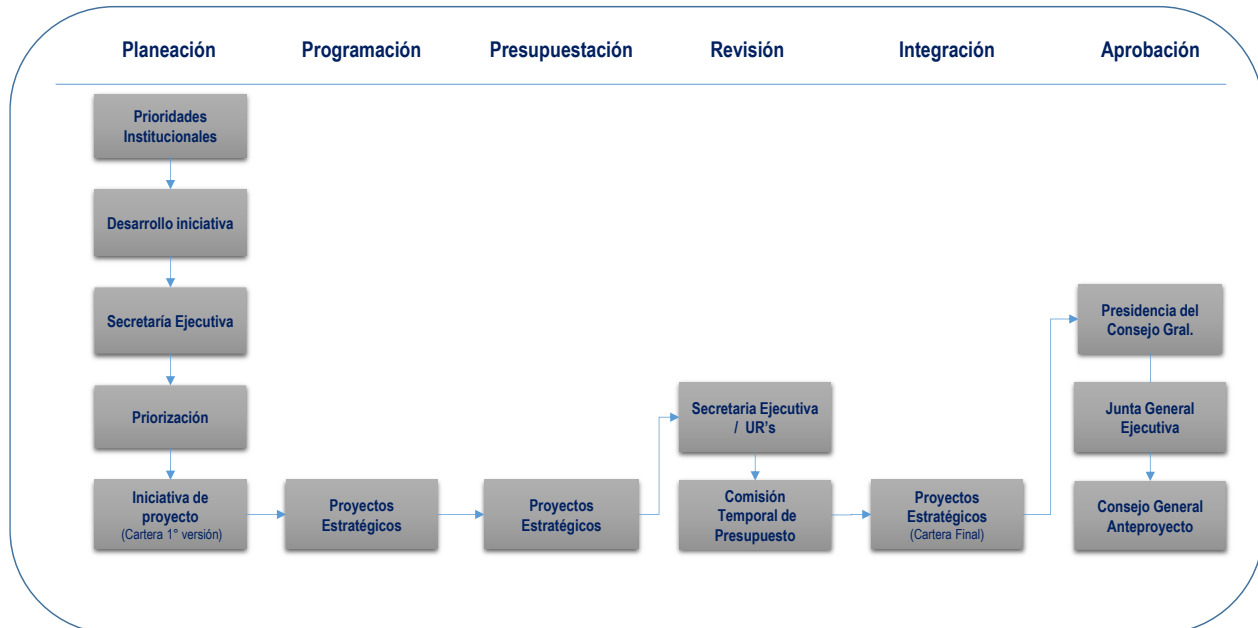 Planeación
Programación
Presupuestación
Revisión
Integración
Aprobación
Prioridades
Institucionales
Desarrollo iniciativa
Secretaría Ejecutiva
Priorización
Iniciativa de
proyecto
(Cartera 1° versión)
Proyectos
Estratégicos
Proyectos
Estratégicos
Secretaria Ejecutiva
/ UR's
Comisión
Temporal de
Presupuesto
Proyectos
Estratégicos
(Cartera Final)
Presidencia del
Consejo Gral.
Junta General
Ejecutiva
Consejo General
Anteproyecto